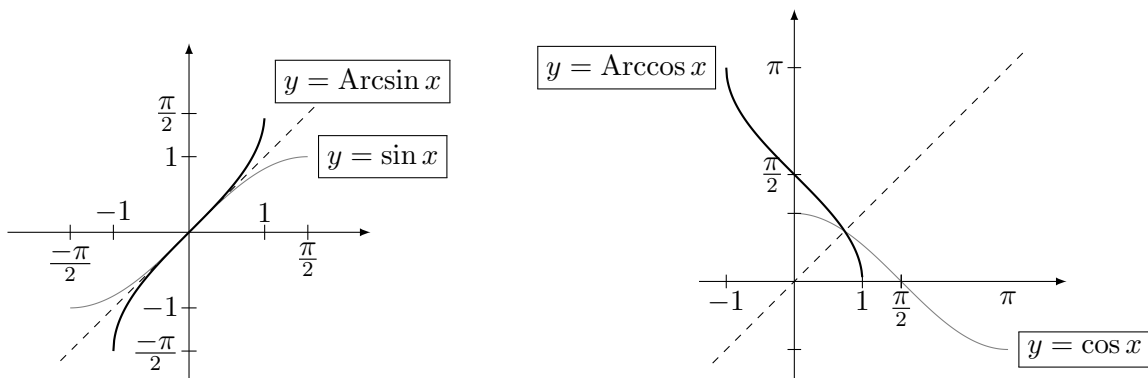 y = Arcsin x
y = sin x
π/2
1
−1
1
−π/2
π/2
−1
−π/2
y = Arccos x
π
π/2
−1
1
π/2
π
y = cos x